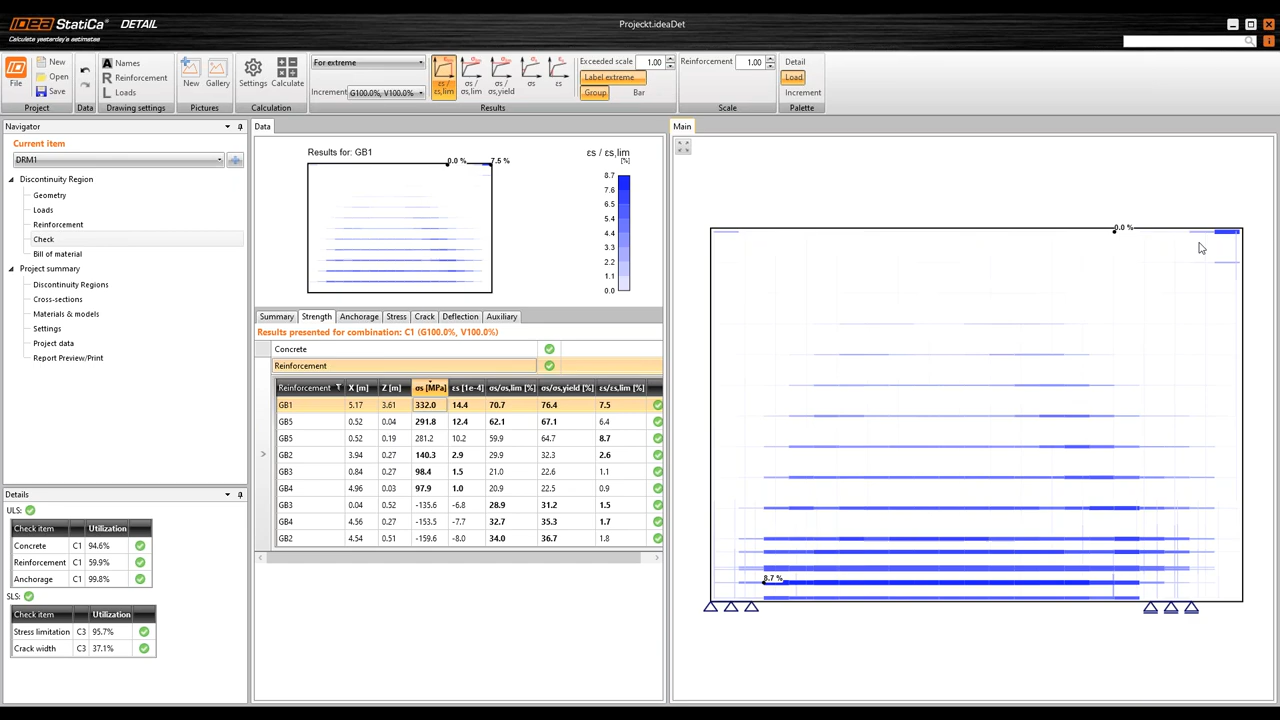 IDEA StatiCa® DETAIL
Calculate yesterday's estimates
Projeckt.ideaDet
File
New
Open
Save
Project
Data
Names
Reinforcement
Loads
Drawing settings
New
Gallery
Pictures
Settings
Calculate
Calculation
For extreme
Increment G100.0%, V100.0%
εs / εs,lim
σs / σs,lim
σs / σs,yield
σs
εs
Exceeded scale 1.00
Label extreme
Group Bar
Results
Reinforcement 1.00
Scale
Detail
Load
Increment
Palette
Navigator
Current item
DRM1
Discontinuity Region
Geometry
Loads
Reinforcement
Check
Bill of material
Project summary
Discontinuity Regions
Cross-sections
Materials & models
Settings
Project data
Report Preview/Print
Details
ULS:
Check item Utilization
Concrete C1 94.6%
Reinforcement C1 59.9%
Anchorage C1 99.8%
SLS:
Check item Utilization
Stress limitation C3 95.7%
Crack width C3 37.1%
Data
Results for: GB1
0.0 % 7.5 %
εs / εs,lim
[%]
8.7
7.6
6.5
5.4
4.4
3.3
2.2
1.1
0.0
Summary Strength Anchorage Stress Crack Deflection Auxiliary
Results presented for combination: C1 (G100.0%, V100.0%)
Concrete
Reinforcement
Reinforcement X [m] Z [m] σs [MPa] εs [1e-4] σs/σs,lim [%] σs/σs,yield [%] εs/εs,lim [%]
GB1 5.17 3.61 332.0 14.4 70.7 76.4 7.5
GB5 0.52 0.04 291.8 12.4 62.1 67.1 6.4
GB5 0.52 0.19 281.2 10.2 59.9 64.7 8.7
GB2 3.94 0.27 140.3 2.9 29.9 32.3 2.6
GB3 0.84 0.27 98.4 1.5 21.0 22.6 1.1
GB4 4.96 0.03 97.9 1.0 20.9 22.5 0.9
GB3 0.04 0.52 -135.6 -6.8 28.9 31.2 1.5
GB4 4.56 0.27 -153.5 -7.7 32.7 35.3 1.7
GB2 4.54 0.51 -159.6 -8.0 34.0 36.7 1.8
Main
0.0 %
8.7 %